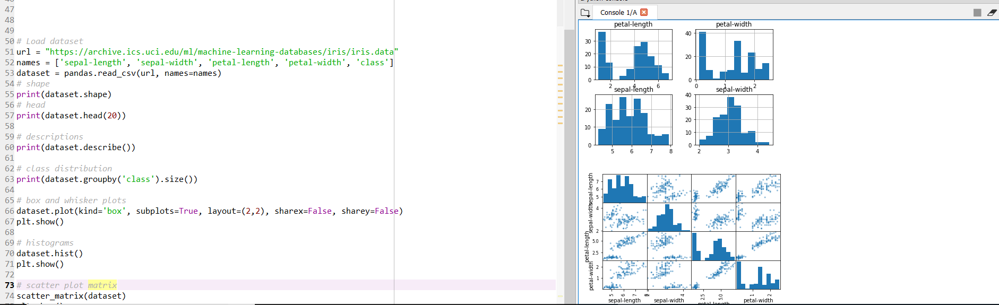 47
48
49
50 # Load dataset
51 url = "https://archive.ics.uci.edu/ml/machine-learning-databases/iris/iris.data"
52 names = ['sepal-length', 'sepal-width', 'petal-length', 'petal-width', 'class']
53 dataset = pandas.read_csv(url, names=names)
54 # shape
55 print(dataset.shape)
56 # head
57 print(dataset.head(20))
58
59 # descriptions
60 print(dataset.describe())
61
62 # class distribution
63 print(dataset.groupby('class').size())
64
65 # box and whisker plots
66 dataset.plot(kind='box', subplots=True, layout=(2,2), sharex=False, sharey=False)
67 plt.show()
68
69 # histograms
70 dataset.hist()
71 plt.show()
72
73 # scatter plot matrix
74 scatter_matrix(dataset)
Console 1/A
petal-length
30
20
10
0
2 4 6
petal-width
40
20
0
0 1 2
sepal-length
20
10
0
5 6 7 8
sepal-width
40
30
20
10
0
2 3 4
sepal-length
7
6
5
sepal-width
4
2
petal-length
5.0
2.5
petal-width
2
1
5 6 7 8
2 4
2.5 5.0
1 2
sepal-length sepal-width petal-length petal-width